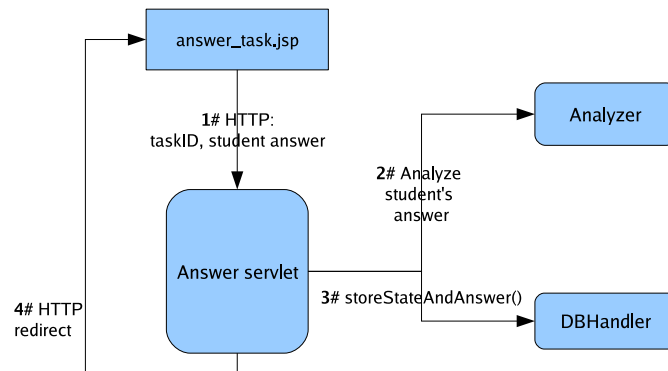 answer_task.jsp
1# HTTP:
taskID, student answer
Analyzer
2# Analyze
student's
answer
Answer servlet
3# storeStateAndAnswer()
4# HTTP
redirect
DBHandler